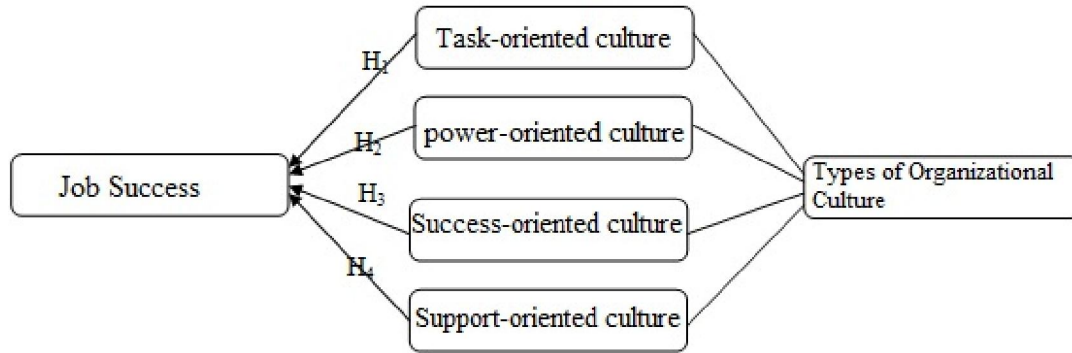 Task-oriented culture
H₁
power-oriented culture
H₂
Job Success
Types of Organizational
Culture
H₃
Success-oriented culture
H₄
Support-oriented culture